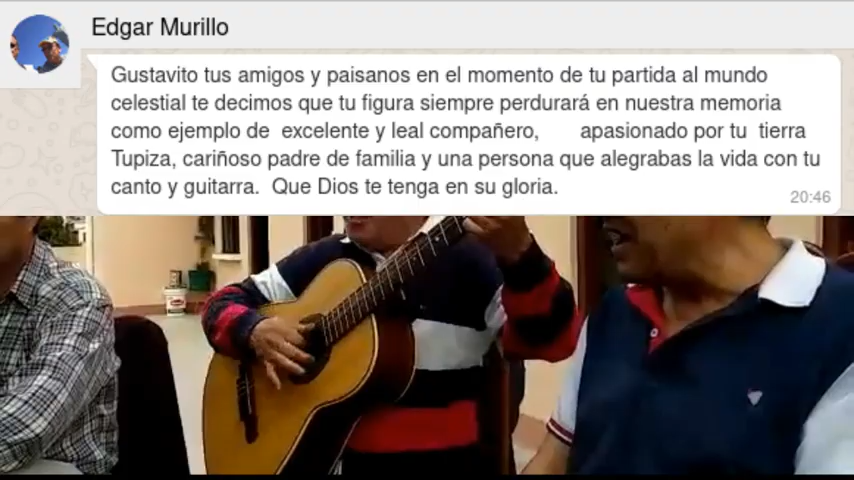 Edgar Murillo
Gustavito tus amigos y paisanos en el momento de tu partida al mundo
celestial te decimos que tu figura siempre perdurará en nuestra memoria
como ejemplo de excelente y leal compañero, apasionado por tu tierra
Tupiza, cariñoso padre de familia y una persona que alegrabas la vida con tu
canto y guitarra. Que Dios te tenga en su gloria.
20:46